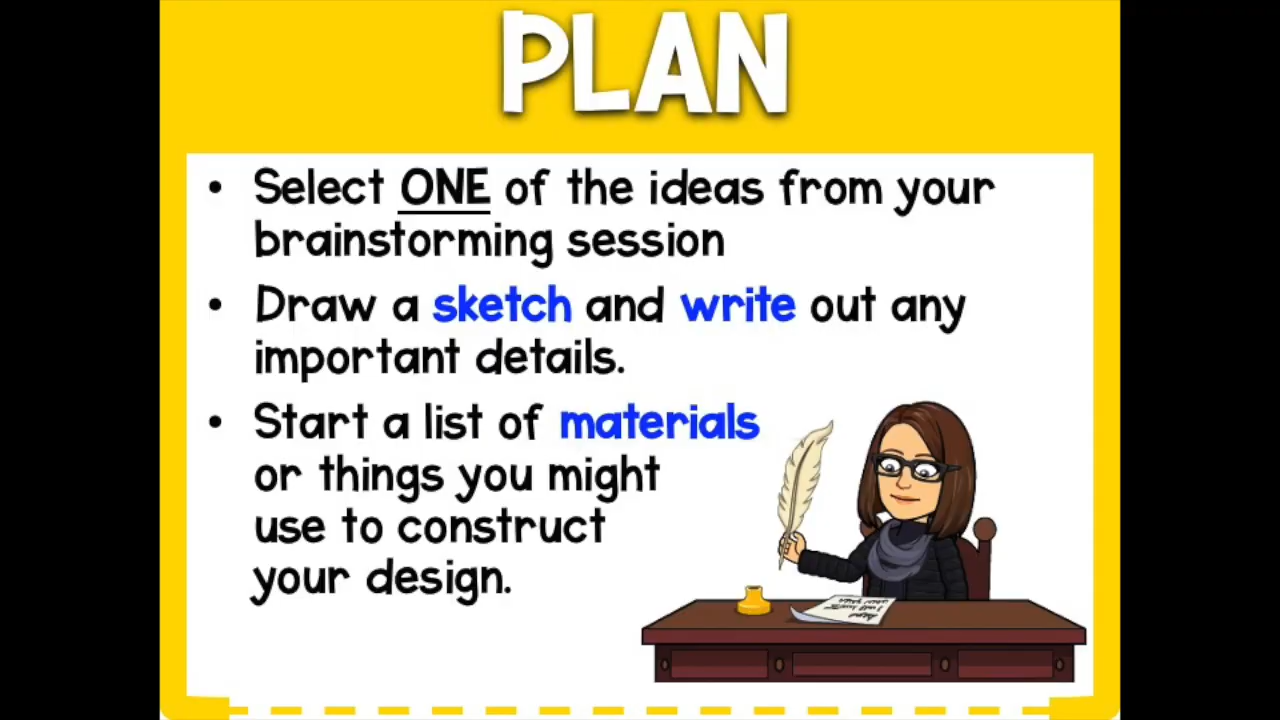 PLAN
• Select ONE of the ideas from your
brainstorming session
• Draw a sketch and write out any
important details.
• Start a list of materials
or things you might
use to construct
your design.